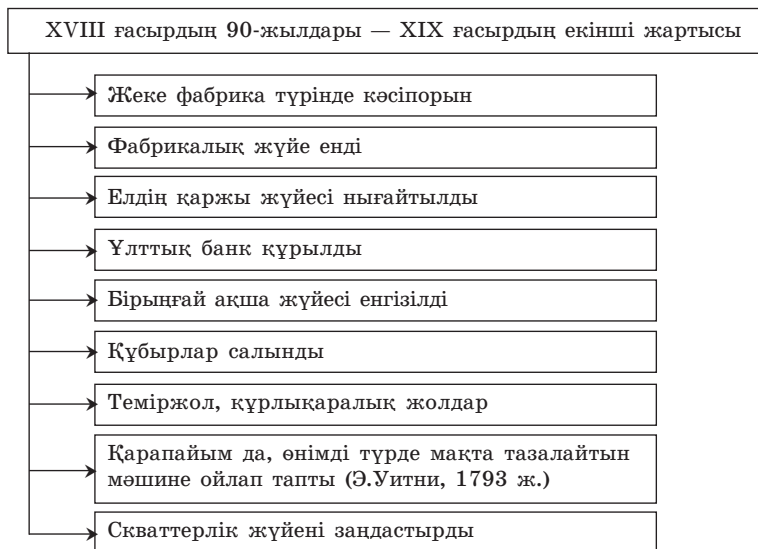 XVIII ғасырдың 90-жылдары — XIX ғасырдың екінші жартысы
Жеке фабрика түрінде кәсіпорын
Фабрикалық жүйе енді
Елдің қаржы жүйесі нығайтылды
Ұлттық банк құрылды
Бірыңғай ақша жүйесі енгізілді
Құбырлар салынды
Теміржол, құрлықаралық жолдар
Қарапайым да, өнімді түрде мақта тазалайтын
мәшине ойлап тапты (Э.Уитни, 1793 ж.)
Скваттерлік жүйені заңдастырды